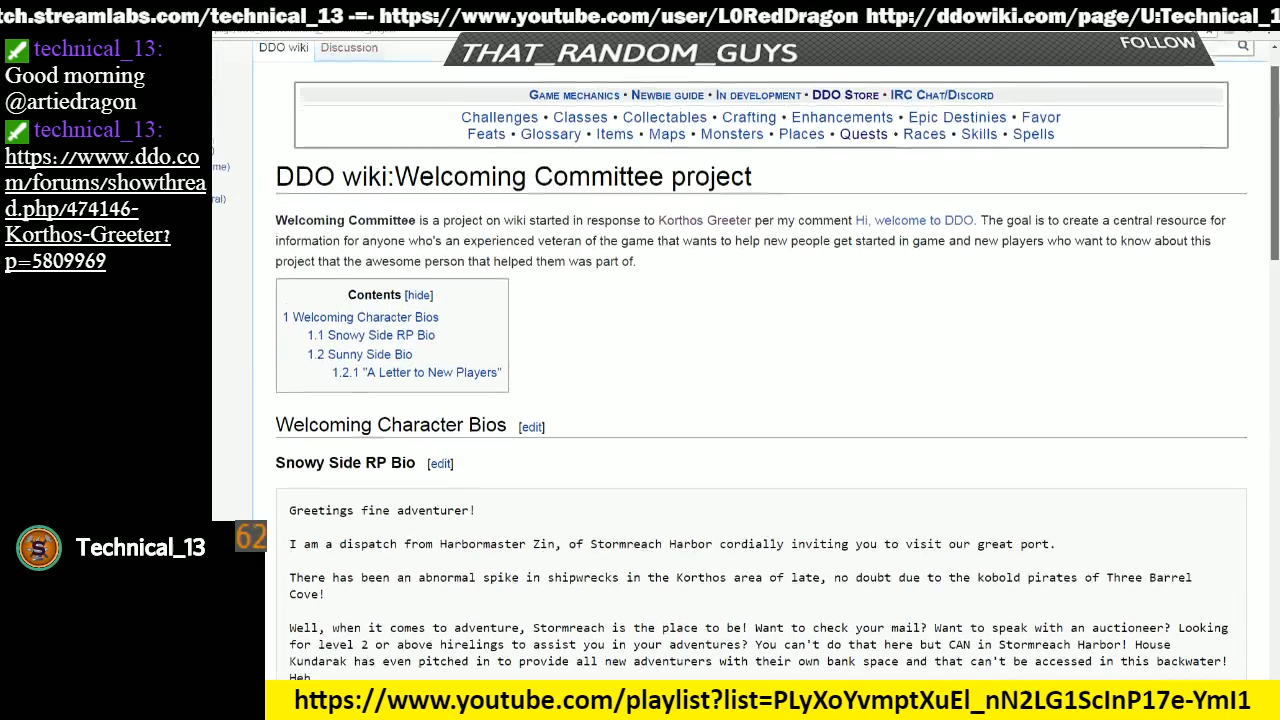 tch.streamlabs.com/technical_13 -=- https://www.youtube.com/user/L0RedDragon http://ddowiki.com/page/U:Technical_1
technical_13:
Good morning
@artiedragon
technical_13:
https://www.ddo.co
m/forums/showthrea
d.php/474146-
Korthos-Greeter?
p=5809969
DDO wiki Discussion
THAT_RANDOM_GUYS
FOLLOW
Game mechanics • Newbie guide • In development • DDO Store • IRC Chat/Discord
Challenges • Classes • Collectables • Crafting • Enhancements • Epic Destinies • Favor
Feats • Glossary • Items • Maps • Monsters • Places • Quests • Races • Skills • Spells
DDO wiki:Welcoming Committee project
Welcoming Committee is a project on wiki started in response to Korthos Greeter per my comment Hi, welcome to DDO. The goal is to create a central resource for
information for anyone who's an experienced veteran of the game that wants to help new people get started in game and new players who want to know about this
project that the awesome person that helped them was part of.
Contents [hide]
1 Welcoming Character Bios
1.1 Snowy Side RP Bio
1.2 Sunny Side Bio
1.2.1 "A Letter to New Players"
Welcoming Character Bios [edit]
Snowy Side RP Bio [edit]
Greetings fine adventurer!
I am a dispatch from Harbormaster Zin, of Stormreach Harbor cordially inviting you to visit our great port.
There has been an abnormal spike in shipwrecks in the Korthos area of late, no doubt due to the kobold pirates of Three Barrel
Cove!
Well, when it comes to adventure, Stormreach is the place to be! Want to check your mail? Want to speak with an auctioneer? Looking
for level 2 or above hirelings to assist you in your adventures? You can't do that here but CAN in Stormreach Harbor! House
Kundarak has even pitched in to provide all new adventurers with their own bank space and that can't be accessed in this backwater!
Heh
Technical_13
62
https://www.youtube.com/playlist?list=PLyXoYvmptXuEl_nN2LG1ScInP17e-YmI1